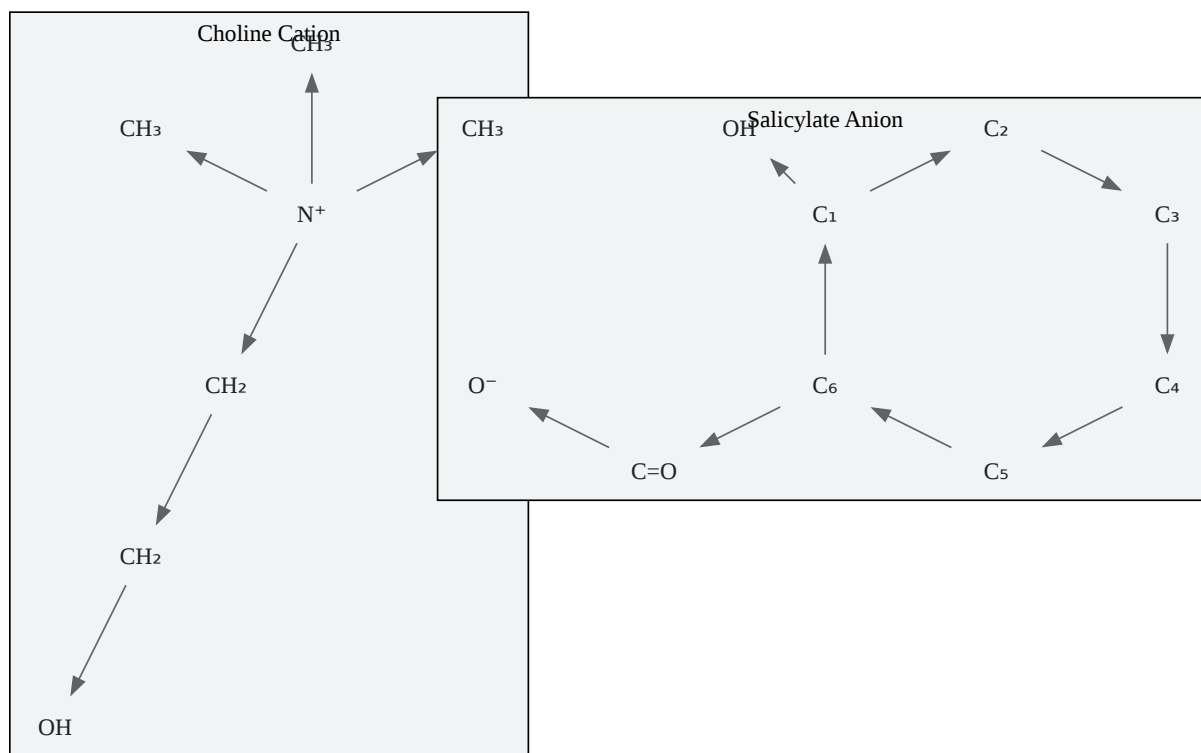 Choline Cation
CH₃
CH₃
CH₃
N⁺
CH₂
CH₂
OH
Salicylate Anion
OH
C₂
C₁
C₃
O⁻
C₆
C₄
C=O
C₅